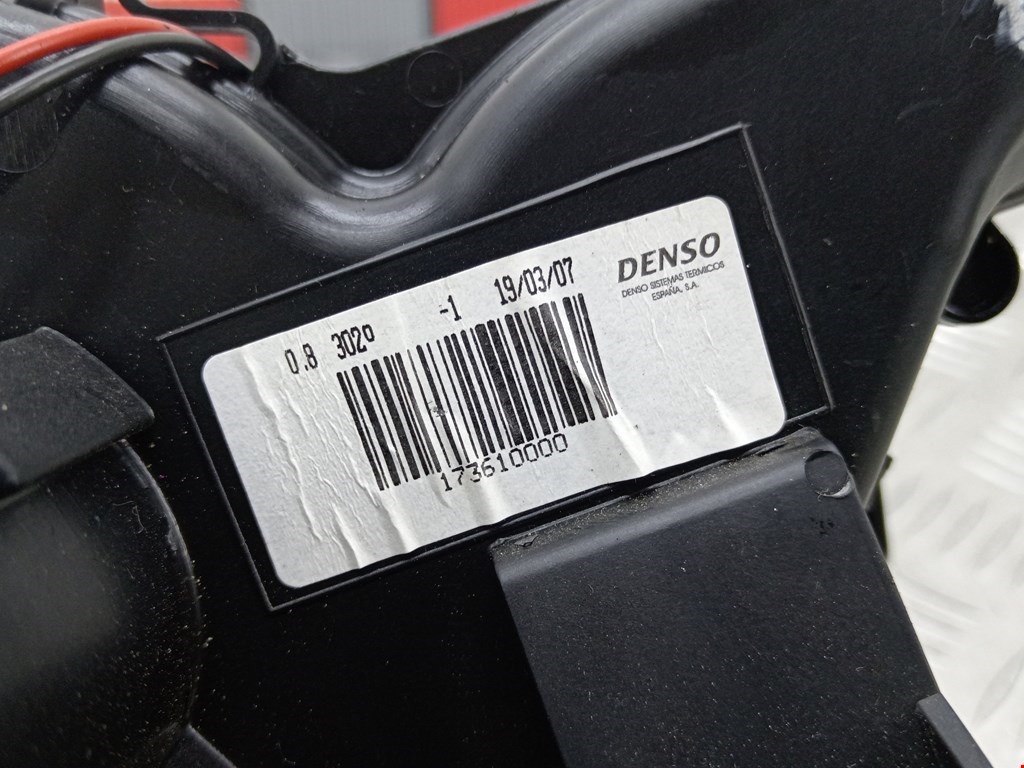 0.8 302º -1 19/03/07
DENSO
DENSO SISTEMAS TERMICOS
ESPAÑA, S.A.
173610000